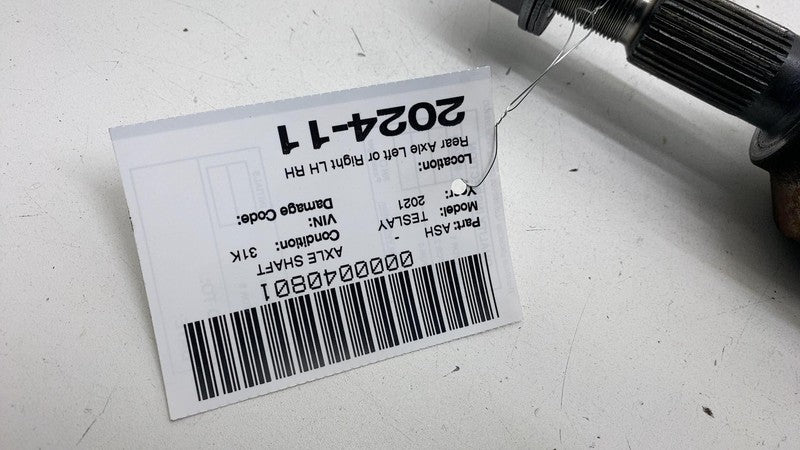 0000040801
Part: ASH - AXLE SHAFT
Model: TESLAY Condition: 31K
Year: 2021 VIN:
Damage Code:
Location:
Rear Axle Left or Right LH RH
2024-11